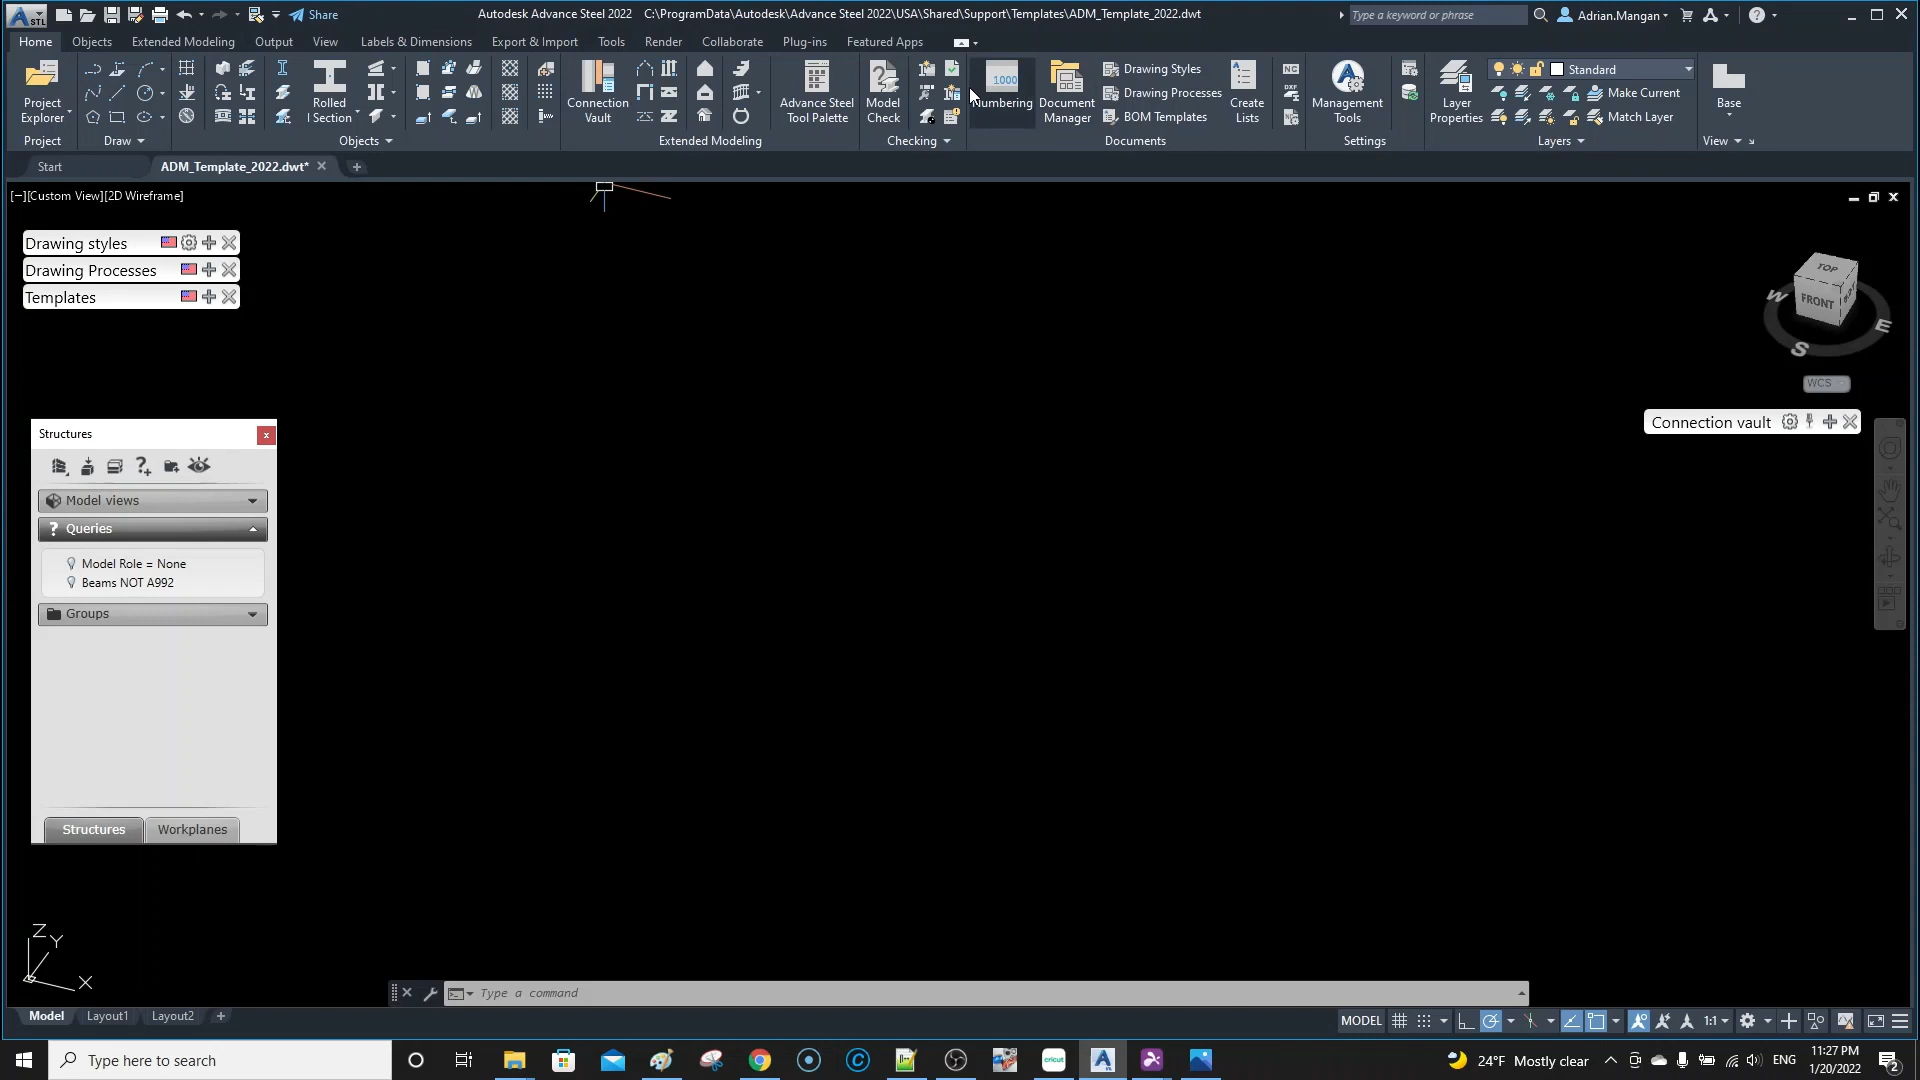 STL
Share
Autodesk Advance Steel 2022 C:\ProgramData\Autodesk\Advance Steel 2022\USA\Shared\Support\Templates\ADM_Template_2022.dwt
Type a keyword or phrase
Adrian.Mangan
Home Objects Extended Modeling Output View Labels & Dimensions Export & Import Tools Render Collaborate Plug-ins Featured Apps
Project Explorer
Rolled I Section
Connection Vault
Advance Steel Tool Palette
Model Check
1000
Numbering
Document Manager
Drawing Styles
Drawing Processes
BOM Templates
Create Lists
NC
DXF
Management Tools
Layer Properties
Standard
Make Current
Match Layer
Base
Project Draw Objects Extended Modeling Checking Documents Settings Layers View
Start ADM_Template_2022.dwt*
[−][Custom View][2D Wireframe]
Drawing styles
Drawing Processes
Templates
TOP
FRONT
W
E
S
WCS
Connection vault
Structures
Model views
? Queries
Model Role = None
Beams NOT A992
Groups
Structures Workplanes
Z
Y
X
Type a command
Model Layout1 Layout2
MODEL
1:1
Type here to search
cricut
24°F Mostly clear
ENG
11:27 PM
1/20/2022
2